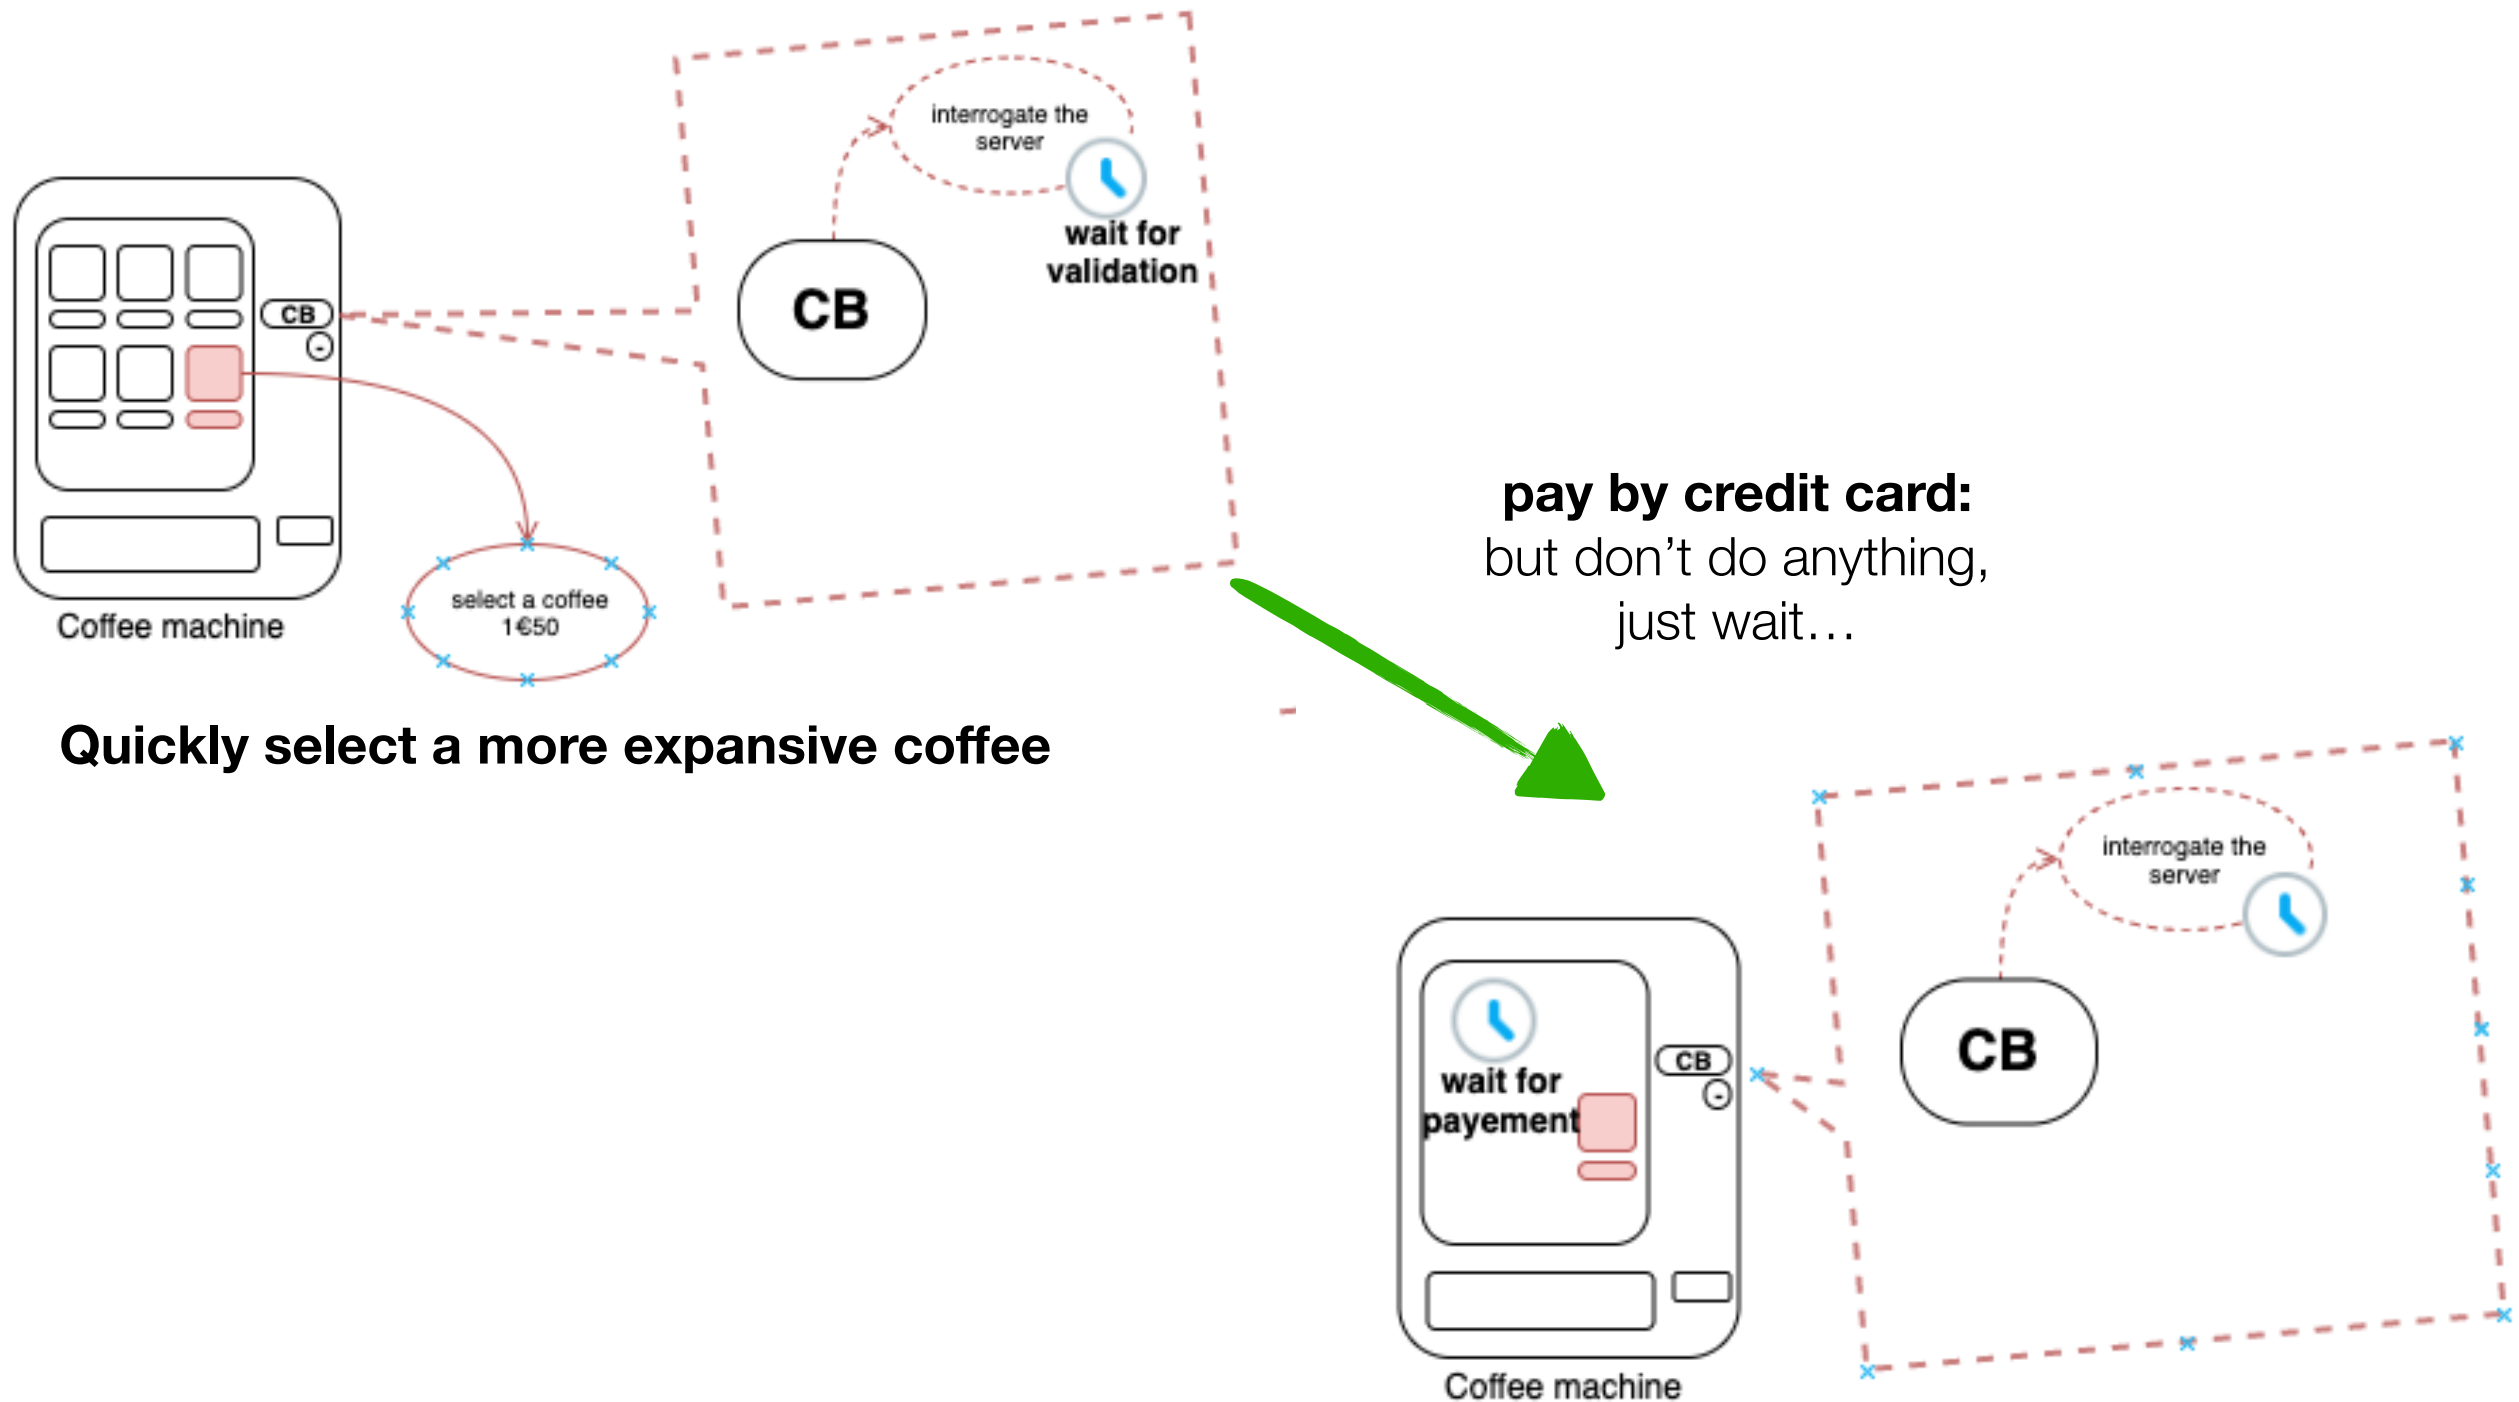 interrogate the
server
wait for
validation
CB
CB
-
select a coffee
1€50
Coffee machine
Quickly select a more expansive coffee
pay by credit card:
but don’t do anything,
just wait…
interrogate the
server
CB
CB
-
wait for
payement
Coffee machine